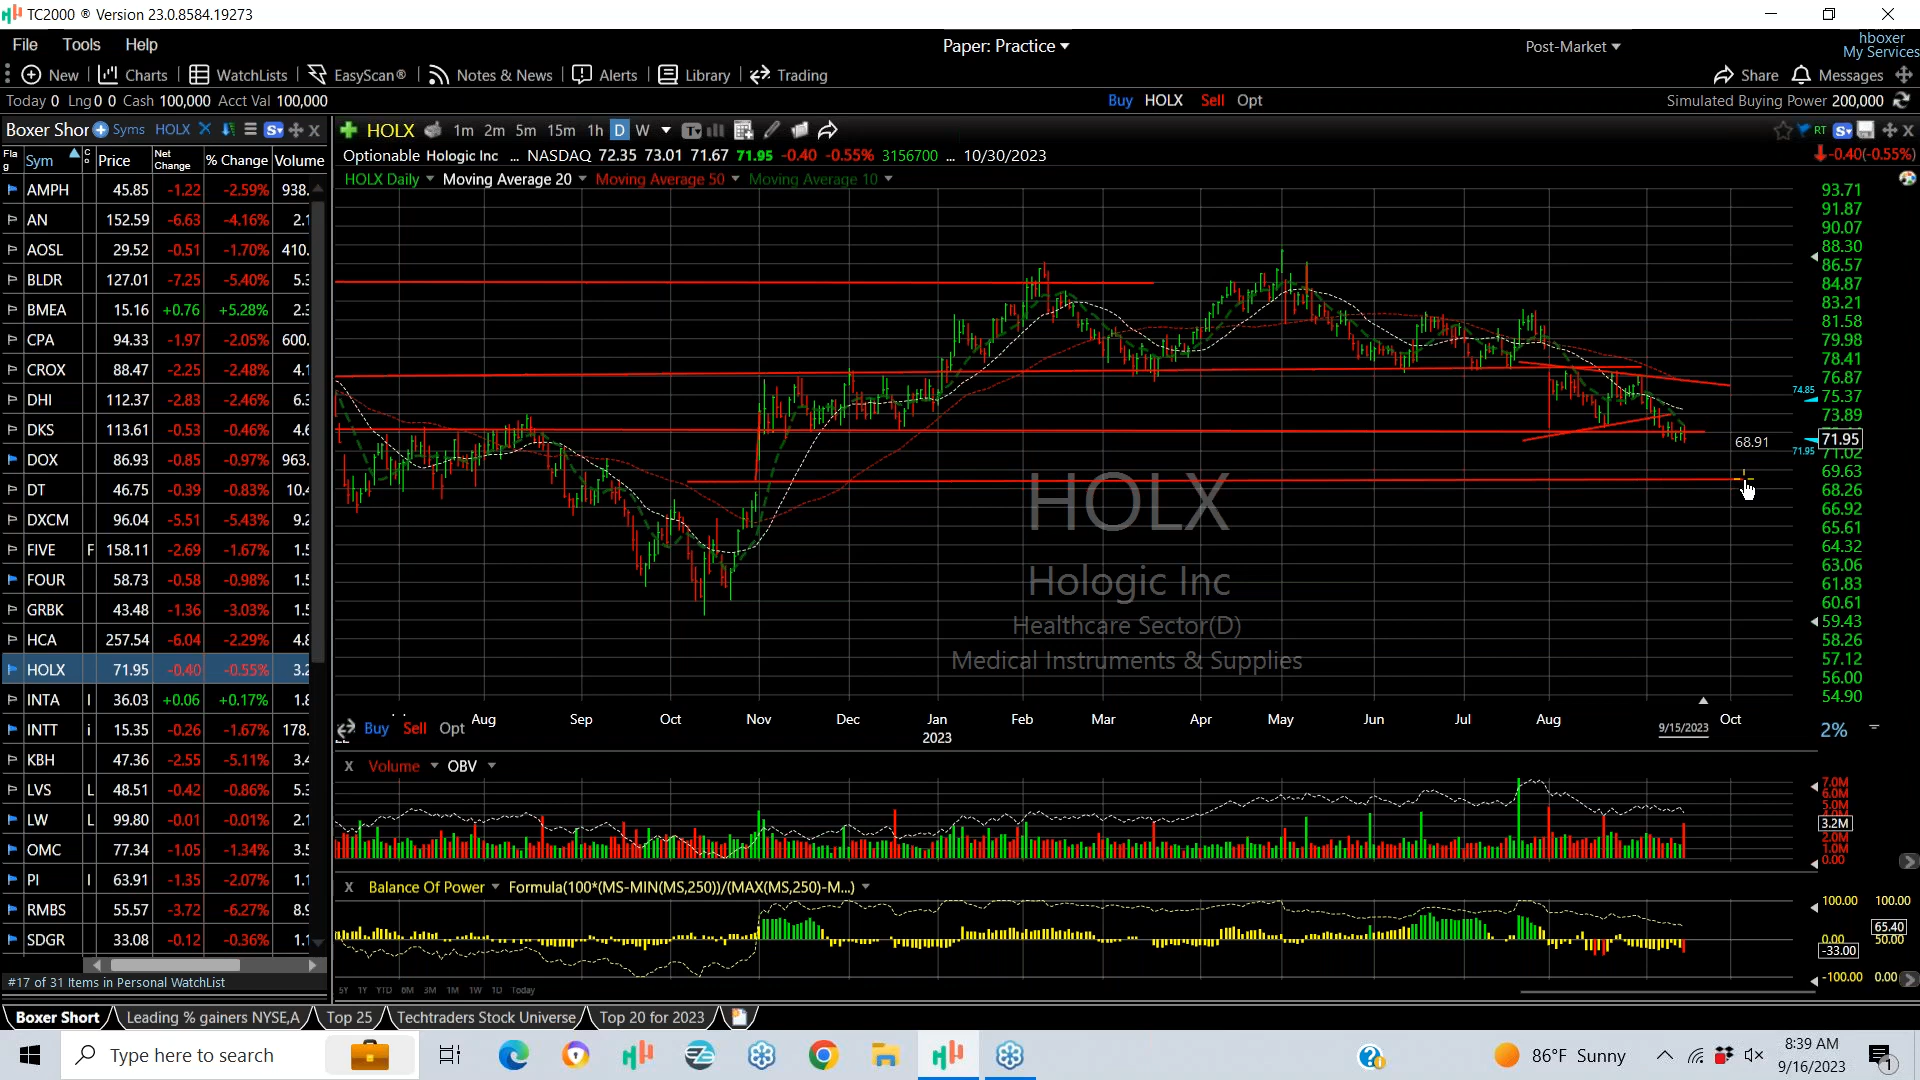 TC2000 ® Version 23.0.8584.19273
File Tools Help Paper: Practice Post-Market hboxer
My Services
New Charts WatchLists EasyScan® Notes & News Alerts Library Trading Share Messages
Today 0 Lng 0 0 Cash 100,000 Acct Val 100,000 Buy HOLX Sell Opt Simulated Buying Power 200,000
Boxer Shor Syms HOLX
HOLX 1m 2m 5m 15m 1h D W RT
Optionable Hologic Inc ... NASDAQ 72.35 73.01 71.67 71.95 -0.40 -0.55% 3156700 ... 10/30/2023 -0.40(-0.55%)
HOLX Daily Moving Average 20 Moving Average 50 Moving Average 10
Flag Sym Co Price Net Change % Change Volume
AMPH 45.85 -1.22 -2.59% 938.
AN 152.59 -6.63 -4.16% 2.1
AOSL 29.52 -0.51 -1.70% 410.
BLDR 127.01 -7.25 -5.40% 5.3
BMEA 15.16 +0.76 +5.28% 2.3
CPA 94.33 -1.97 -2.05% 600.
CROX 88.47 -2.25 -2.48% 4.1
DHI 112.37 -2.83 -2.46% 6.3
DKS 113.61 -0.53 -0.46% 4.6
DOX 86.93 -0.85 -0.97% 963.
DT 46.75 -0.39 -0.83% 10.4
DXCM 96.04 -5.51 -5.43% 9.2
FIVE F 158.11 -2.69 -1.67% 1.5
FOUR 58.73 -0.58 -0.98% 1.5
GRBK 43.48 -1.36 -3.03% 1.5
HCA 257.54 -6.04 -2.29% 4.8
HOLX 71.95 -0.40 -0.55% 3.2
INTA I 36.03 +0.06 +0.17% 1.8
INTT i 15.35 -0.26 -1.67% 178.
KBH 47.36 -2.55 -5.11% 3.4
LVS L 48.51 -0.42 -0.86% 5.3
LW L 99.80 -0.01 -0.01% 2.1
OMC 77.34 -1.05 -1.34% 3.5
PI I 63.91 -1.35 -2.07% 1.1
RMBS 55.57 -3.72 -6.27% 8.9
SDGR 33.08 -0.12 -0.36% 1.1
#17 of 31 Items in Personal WatchList
93.71
91.87
90.07
88.30
86.57
84.87
83.21
81.58
79.98
78.41
76.87
74.85 75.37
73.89
71.95
71.95 71.02
69.63
68.26
66.92
65.61
64.32
63.06
61.83
60.61
59.43
58.26
57.12
56.00
54.90
68.91
HOLX
Hologic Inc
Healthcare Sector(D)
Medical Instruments & Supplies
Aug Sep Oct Nov Dec Jan Feb Mar Apr May Jun Jul Aug Oct
2023
9/15/2023
Buy Sell Opt 2%
X Volume OBV
7.0M
6.0M
5.0M
3.2M
2.0M
1.0M
0.00
X Balance Of Power Formula(100*(MS-MIN(MS,250))/(MAX(MS,250)-M...)
100.00 100.00
65.40
0.00 50.00
-33.00
-100.00 0.00
5Y 1Y YTD 6M 3M 1M 1W 1D Today
Boxer Short Leading % gainers NYSE,A Top 25 Techtraders Stock Universe Top 20 for 2023
Type here to search 86°F Sunny 8:39 AM
9/16/2023 1